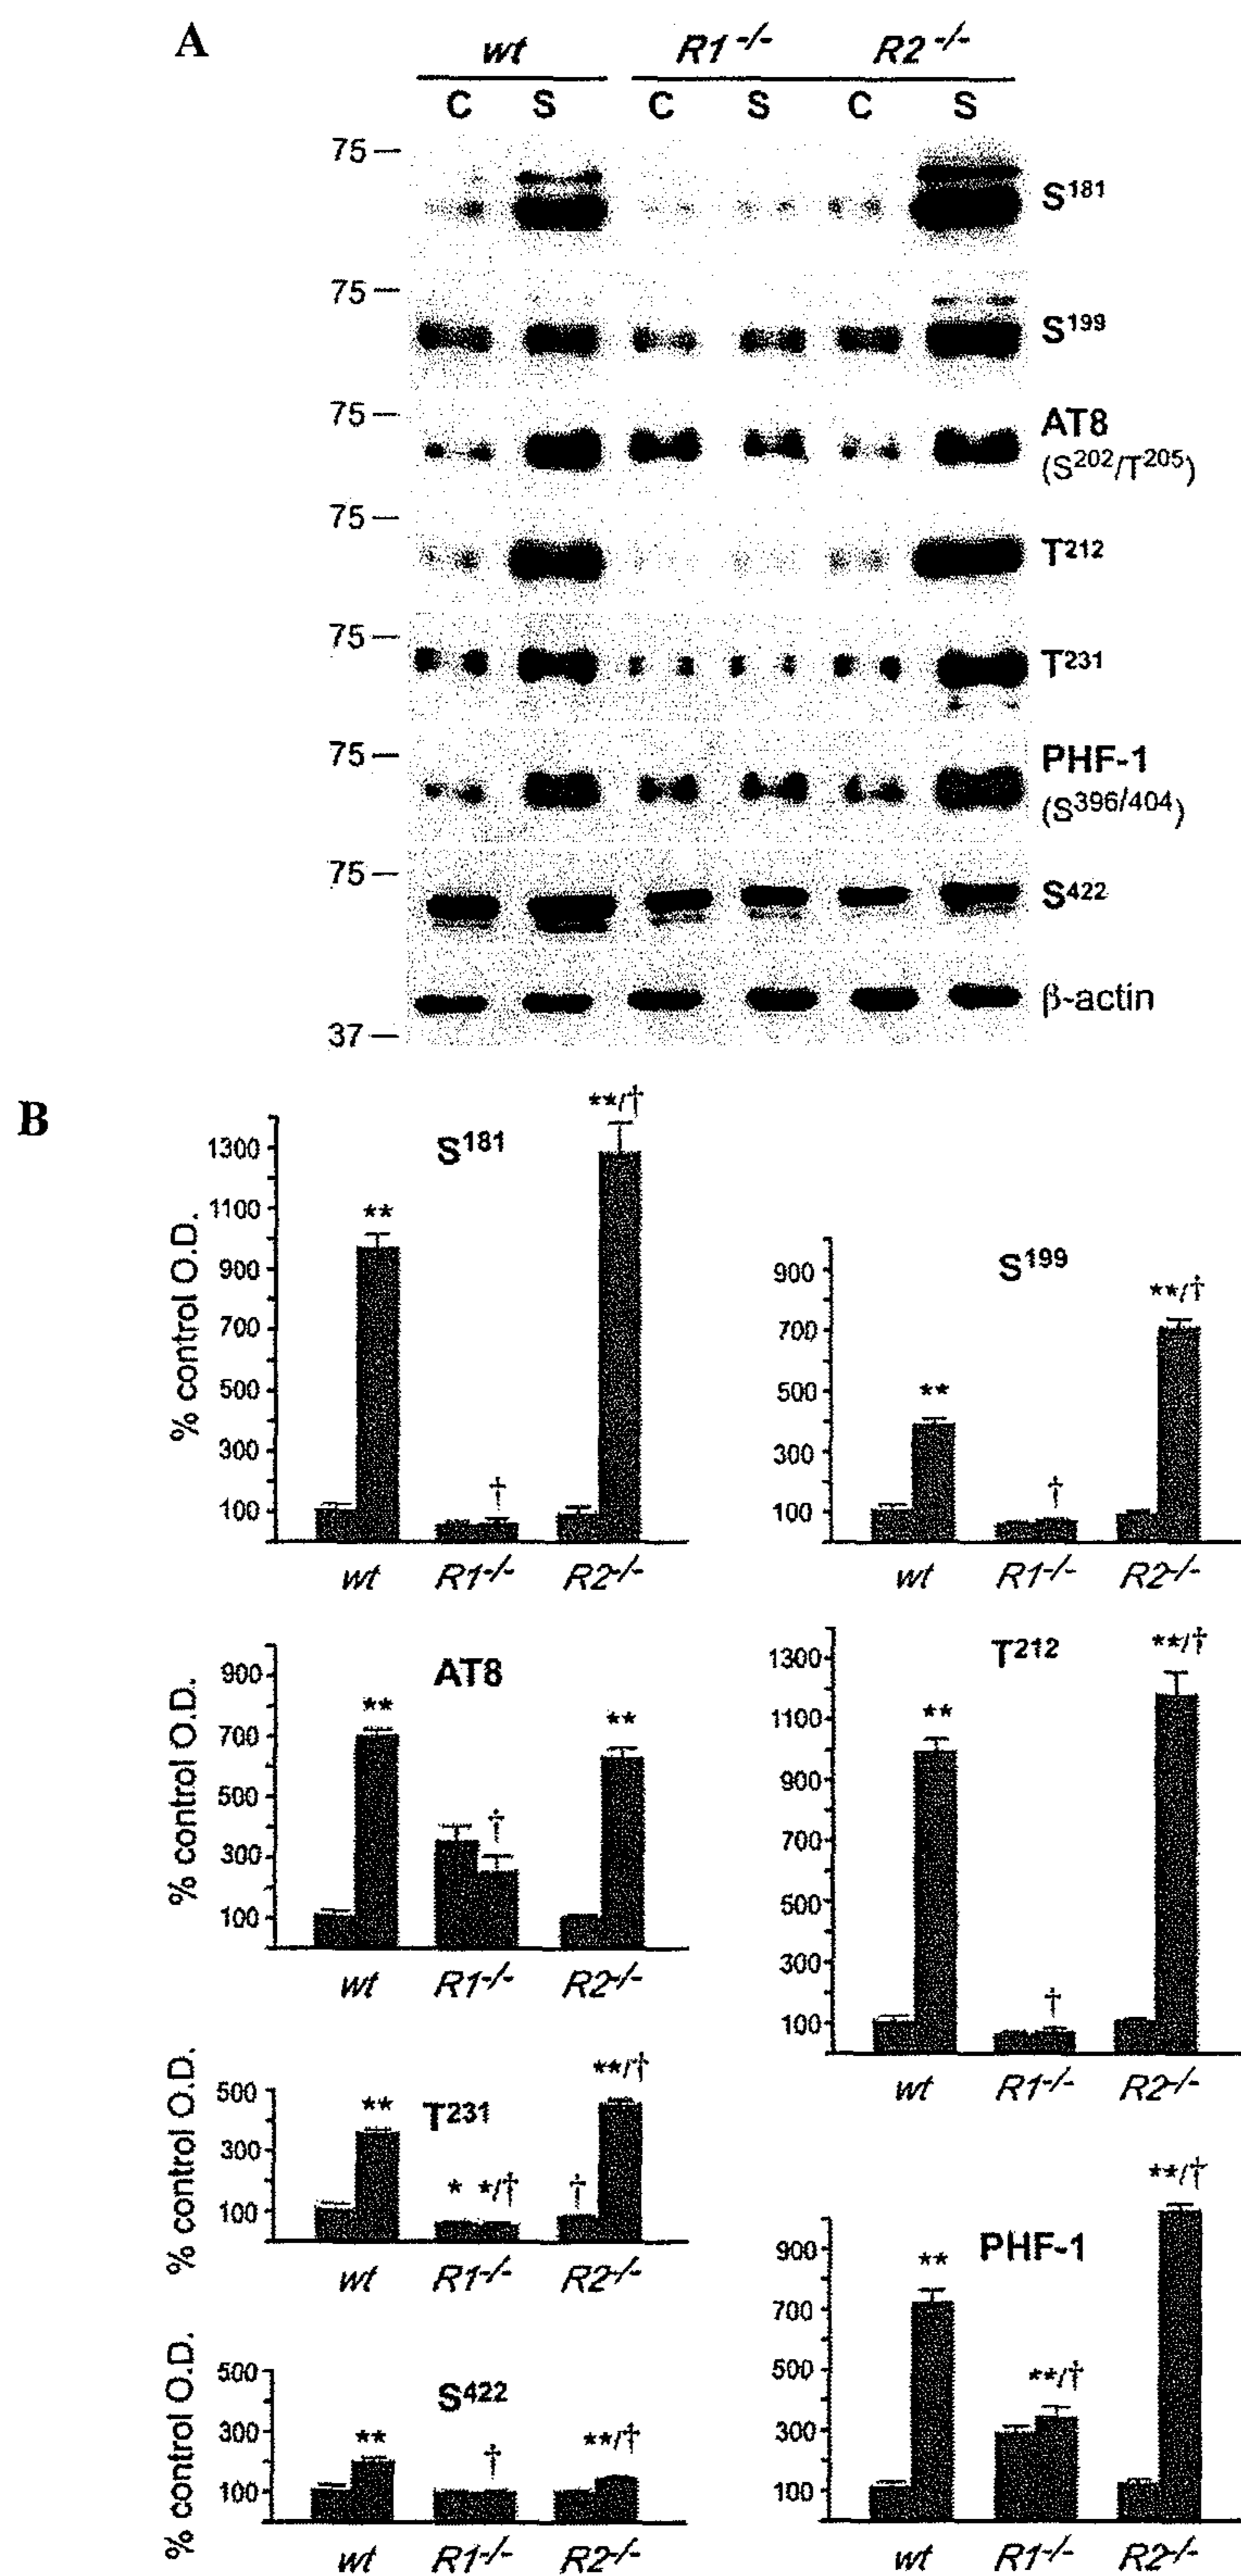 A
wt R1 -/- R2 -/-
C S C S C S
75 S181
75 S199
75 AT8
(S202/T205)
75 T212
75 T231
75 PHF-1
(S396/404)
75 S422
β-actin
37
B
% control O.D.
S181
1300
1100
900
700
500
300
100
** † **/†
wt R1-/- R2-/-
S199
900
700
500
300
100
** † **/†
wt R1-/- R2-/-
% control O.D.
AT8
900
700
500
300
100
** † **
wt R1-/- R2-/-
T212
1300
1100
900
700
500
300
100
** † **/†
wt R1-/- R2-/-
% control O.D.
T231
500
300
100
** * */† † **/†
wt R1-/- R2-/-
PHF-1
900
700
500
300
100
** **/† **/†
wt R1-/- R2-/-
% control O.D.
S422
500
300
100
** † **/†
wt R1-/- R2-/-